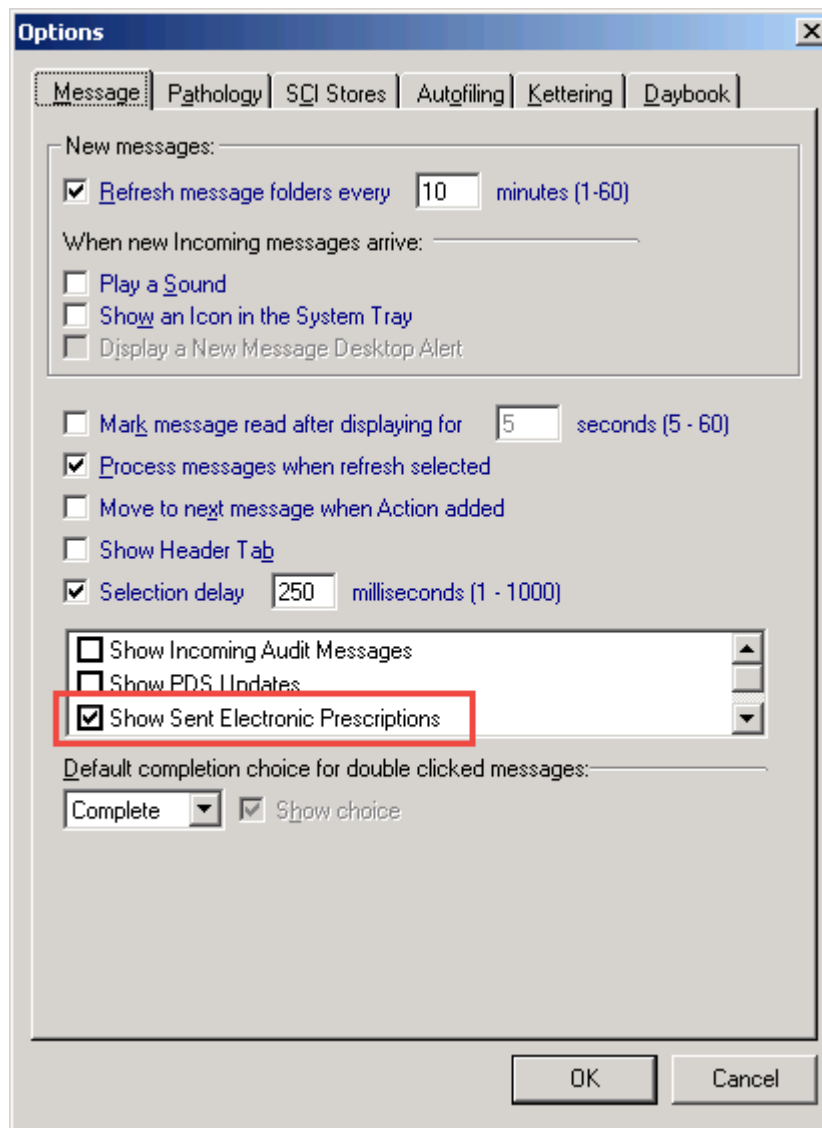 Options
Message Pathology SCI Stores Autofiling Kettering Daybook
New messages:
Refresh message folders every 10 minutes (1-60)
When new Incoming messages arrive:
Play a Sound
Show an Icon in the System Tray
Display a New Message Desktop Alert
Mark message read after displaying for 5 seconds (5 - 60)
Process messages when refresh selected
Move to next message when Action added
Show Header Tab
Selection delay 250 milliseconds (1 - 1000)
Show Incoming Audit Messages
Show PDS Updates
Show Sent Electronic Prescriptions
Default completion choice for double clicked messages:
Complete Show choice
OK Cancel